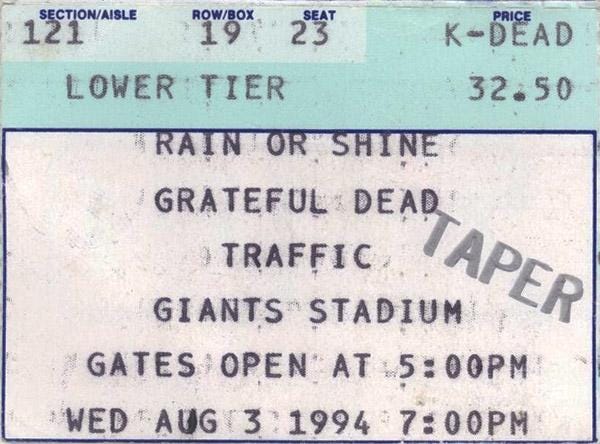 SECTION/AISLE ROW/BOX SEAT PRICE
121 19 23 K-DEAD
LOWER TIER 32.50
RAIN OR SHINE
GRATEFUL DEAD
TAPER
TRAFFIC
GIANTS STADIUM
GATES OPEN AT 5:00PM
WED AUG 3 1994 7:00PM